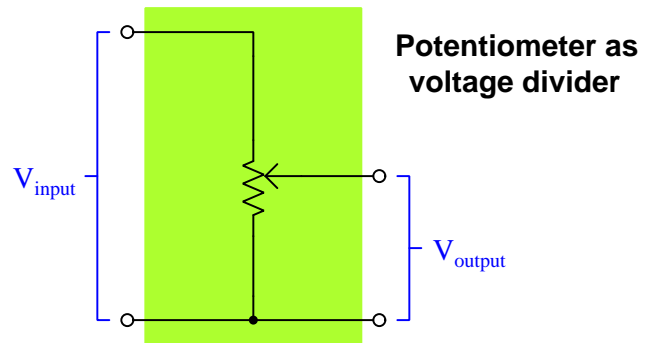 Potentiometer as
voltage divider
Vinput
Voutput